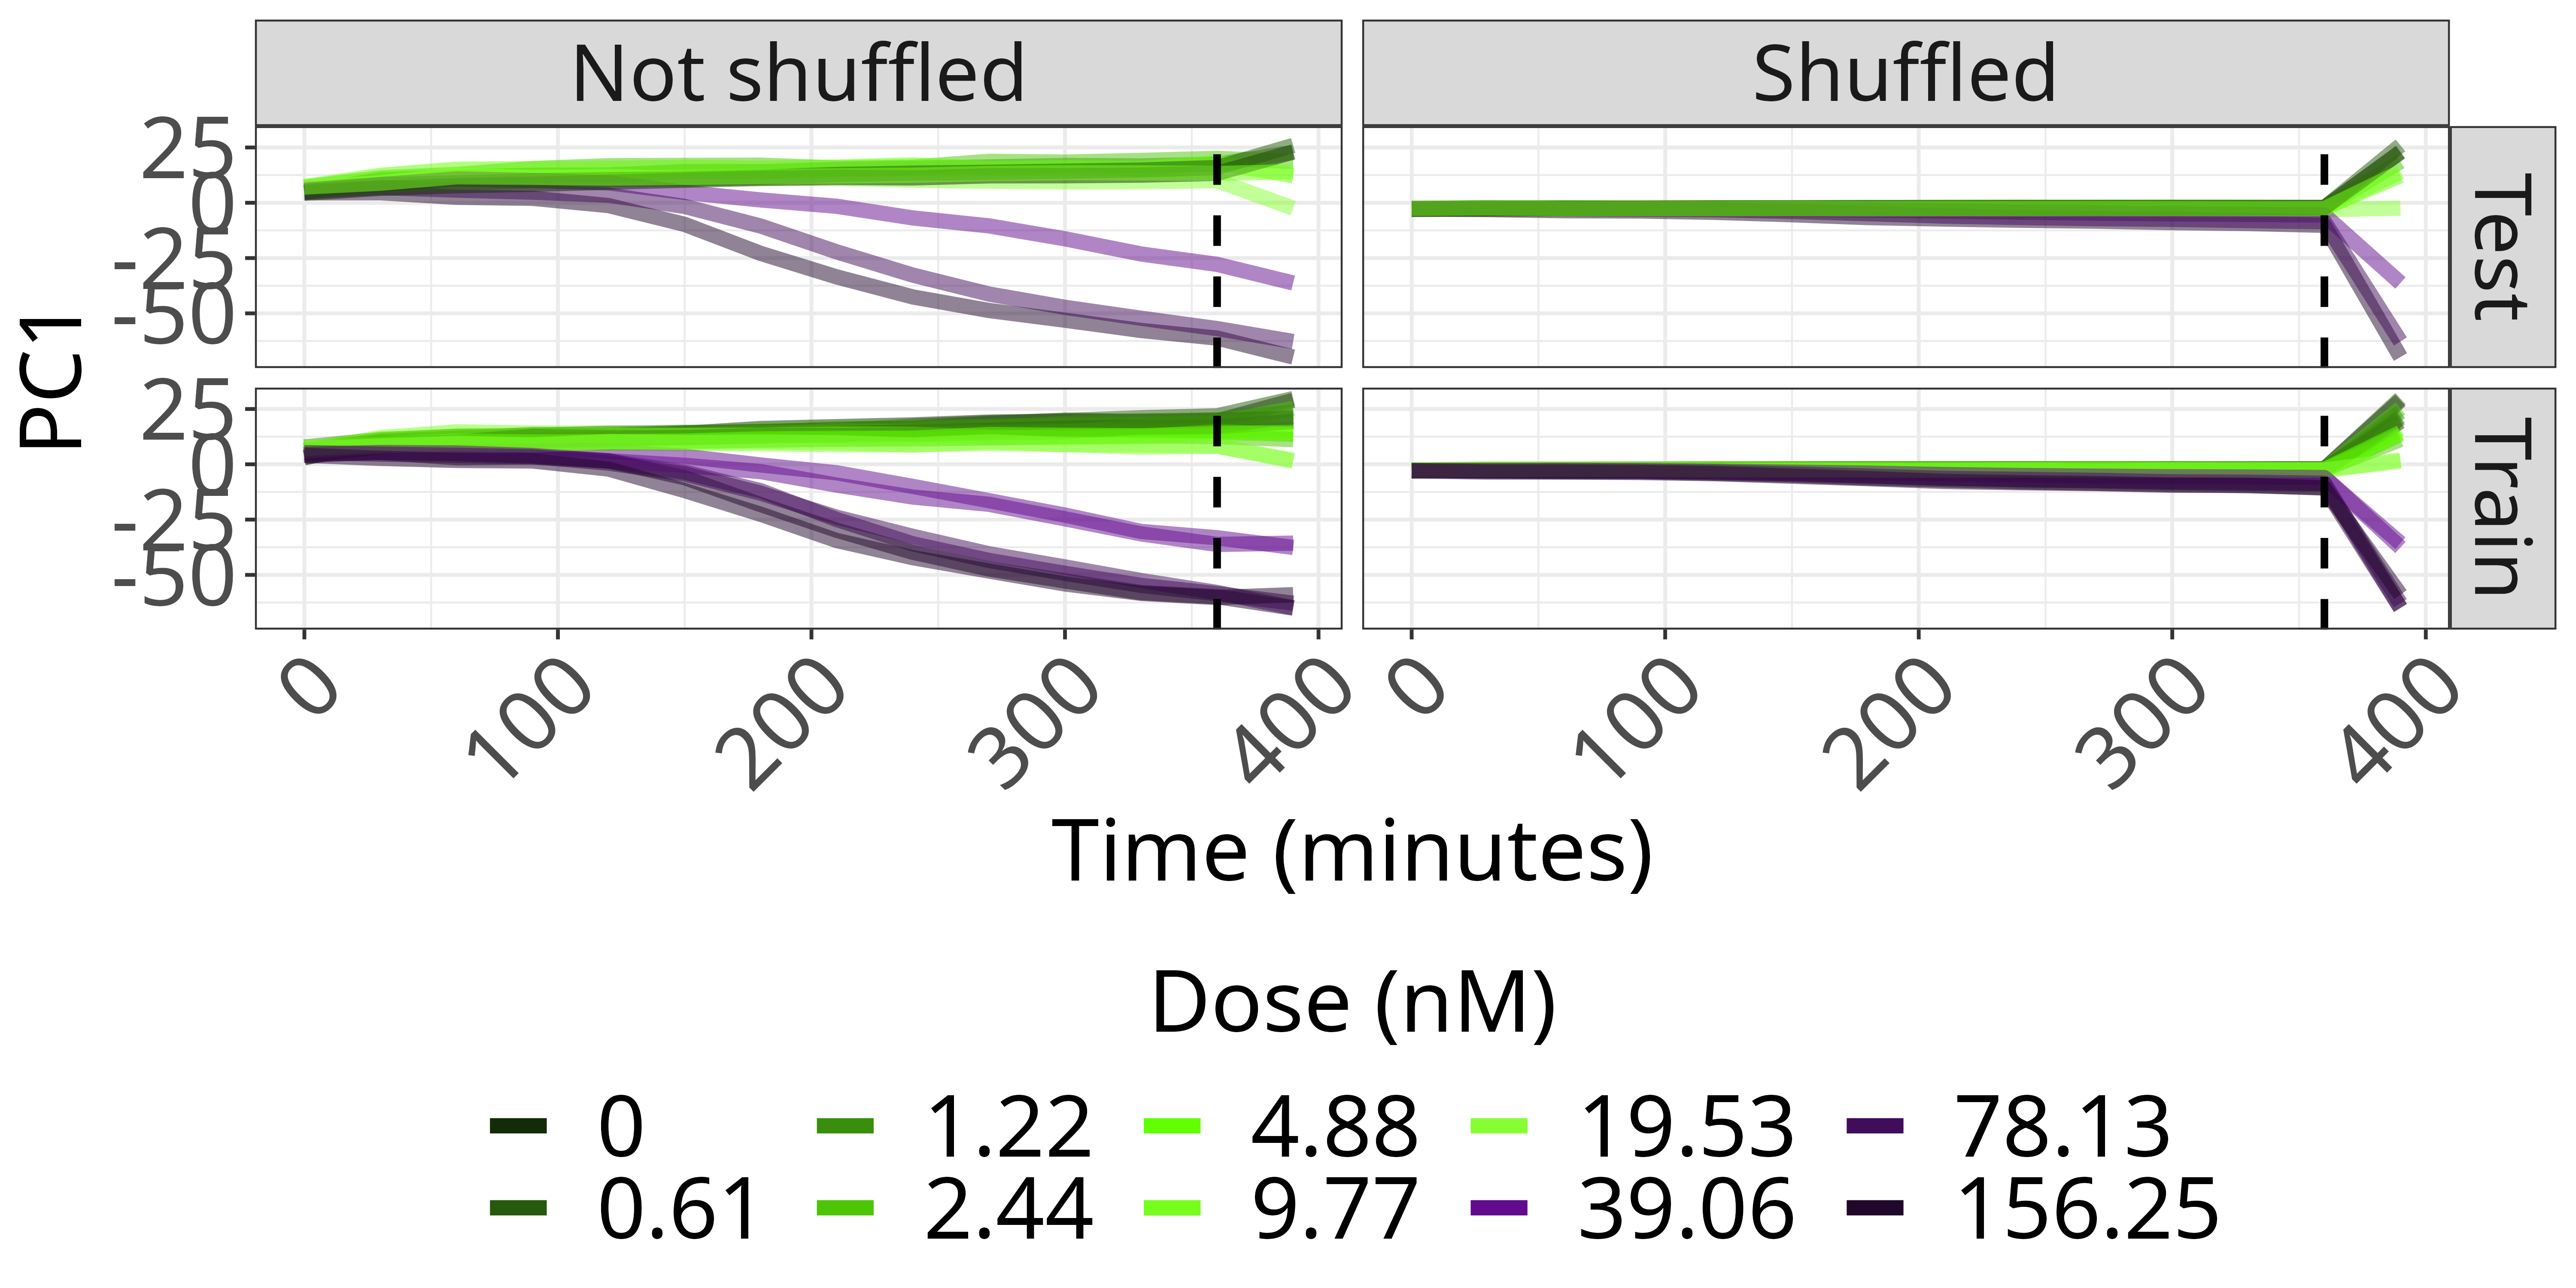 Not shuffled Shuffled
25
0
-25
-50
Test
PC1
25
0
-25
-50
Train
0 100 200 300 400 0 100 200 300 400
Time (minutes)
Dose (nM)
0 1.22 4.88 19.53 78.13
0.61 2.44 9.77 39.06 156.25